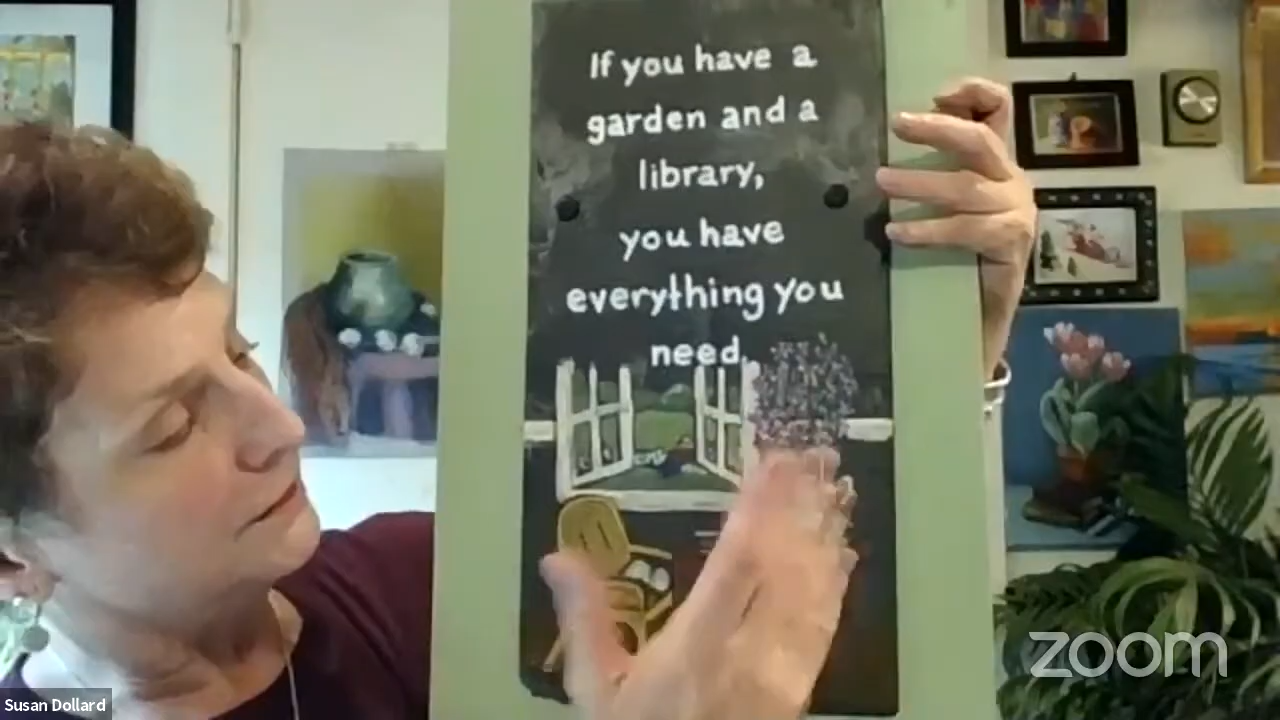 If you have a
garden and a
library,
you have
everything you
need.
zoom
Susan Dollard